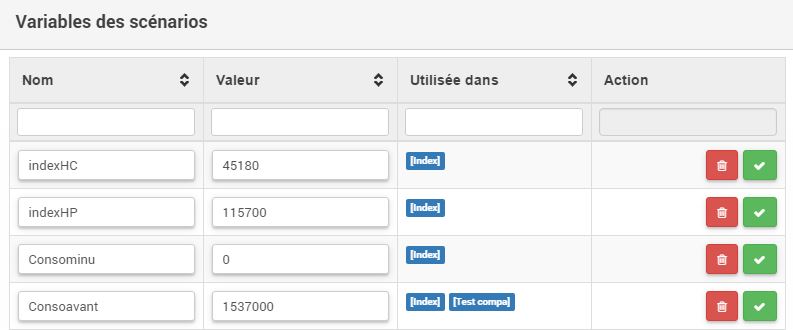 Variables des scénarios
Nom Valeur Utilisée dans Action
indexHC 45180 [Index]
indexHP 115700 [Index]
Consominu 0 [Index]
Consoavant 1537000 [Index] [Test compa]